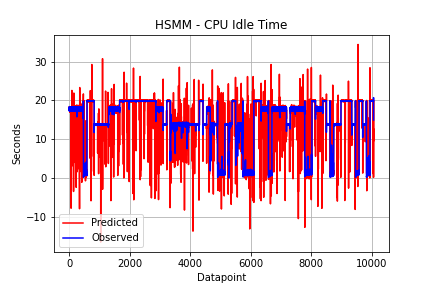 HSMM - CPU Idle Time
Seconds
30
20
10
0
−10
Predicted
Observed
0
2000
4000
6000
8000
10000
Datapoint